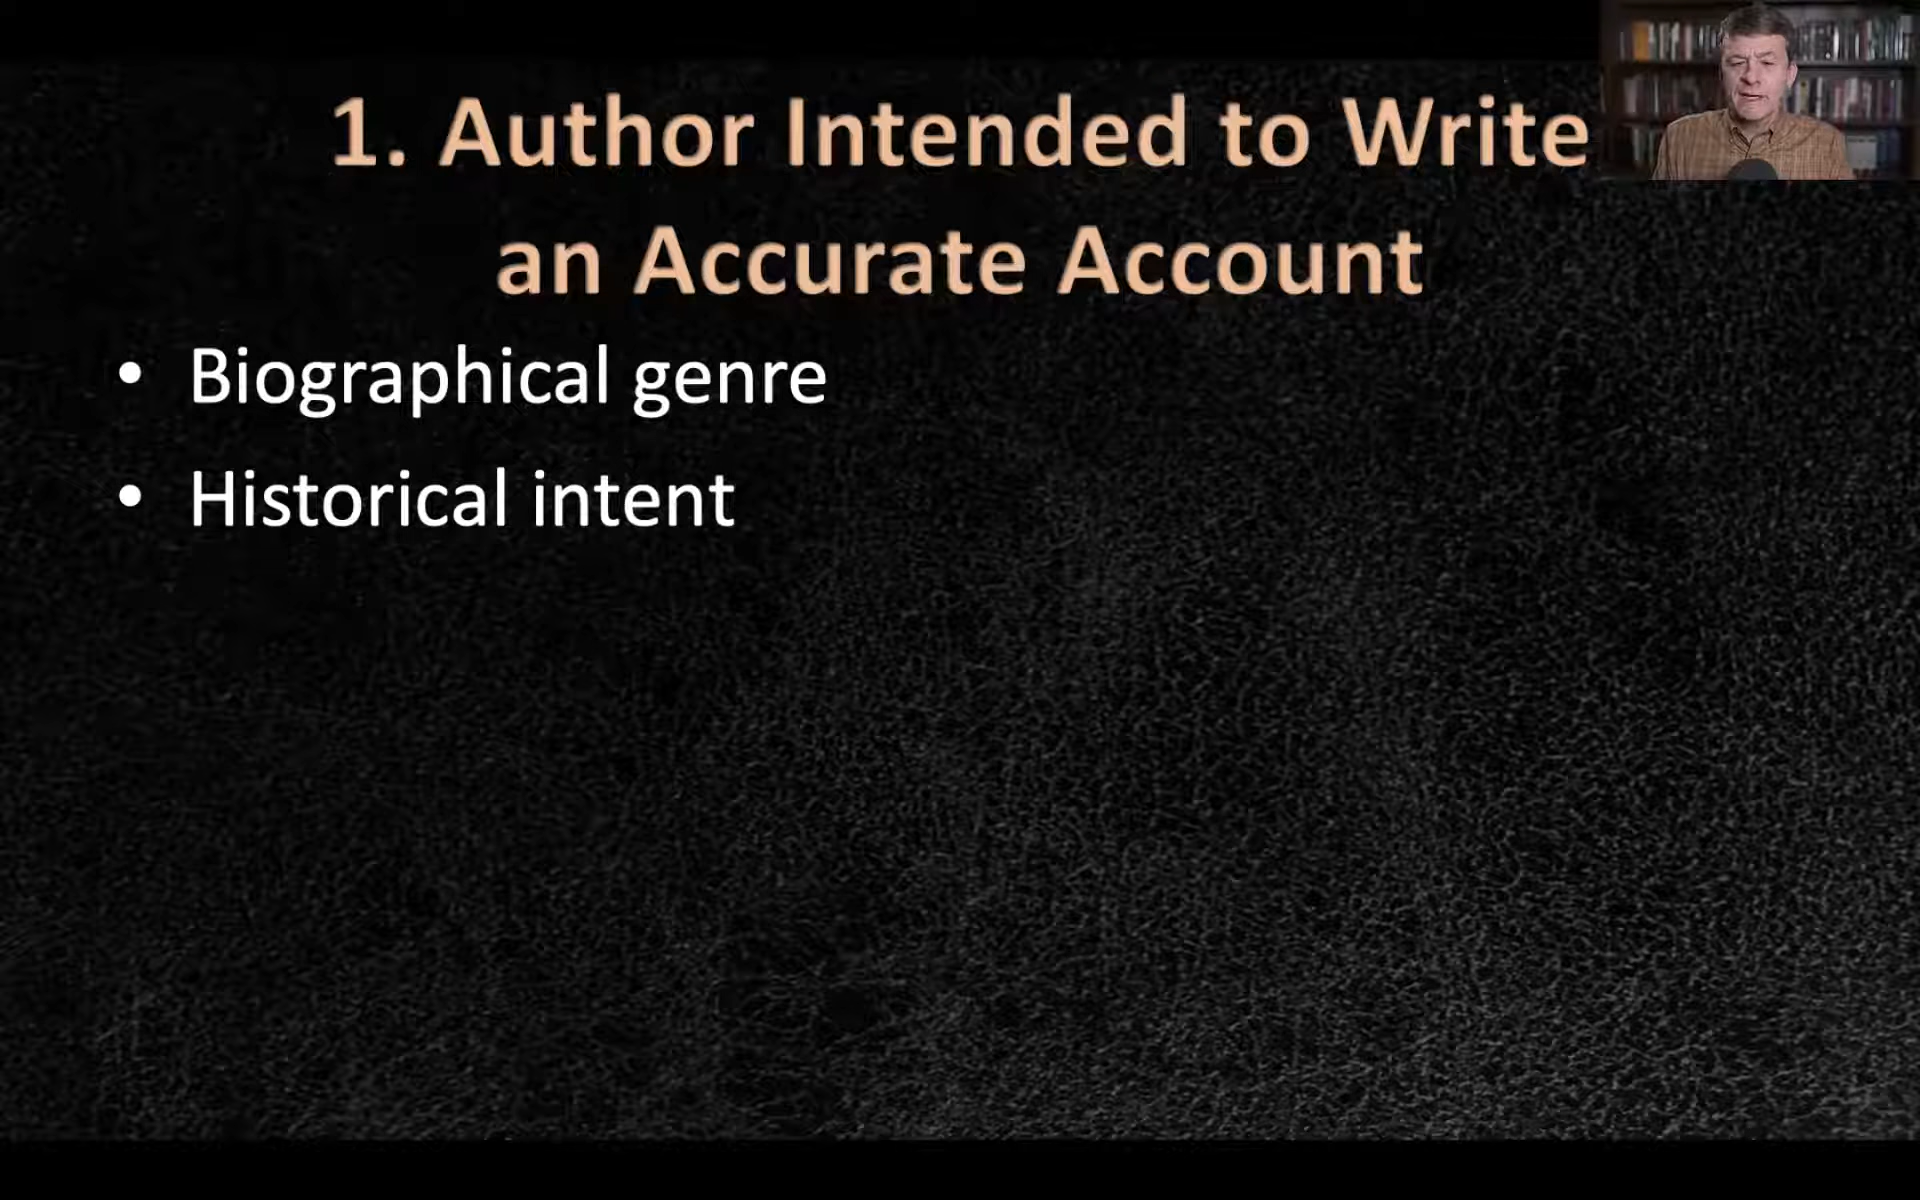 1. Author Intended to Write
an Accurate Account
• Biographical genre
• Historical intent